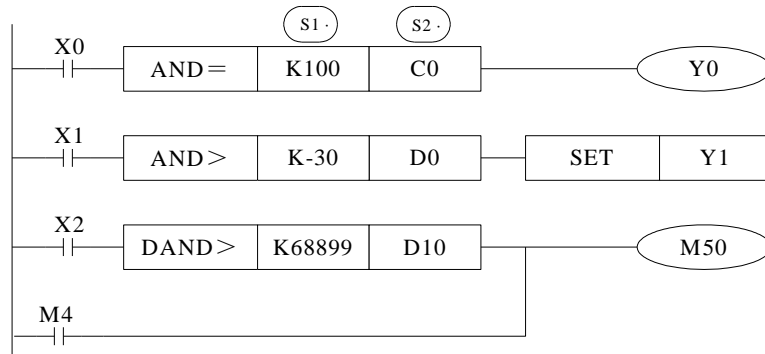 S1· S2·
X0
AND＝ K100 C0 Y0
X1
AND＞ K-30 D0 SET Y1
X2
DAND＞ K68899 D10 M50
M4